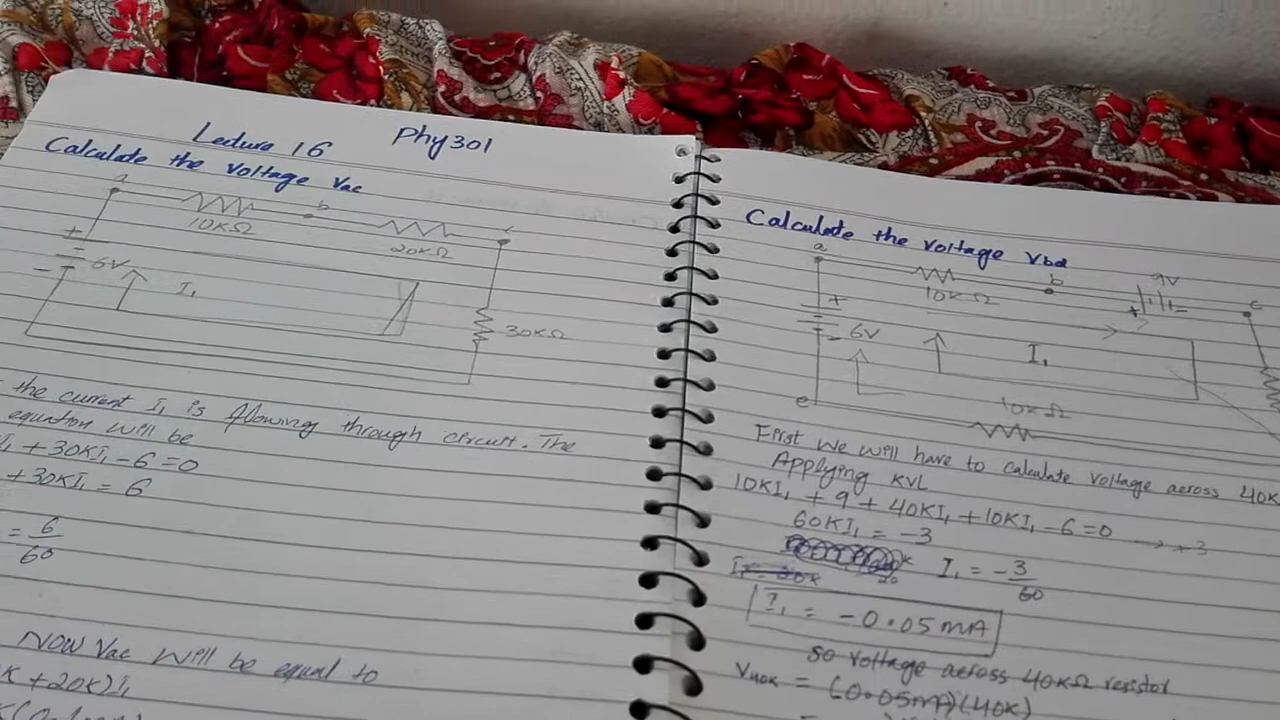 Lecture 16 Phy301
Calculate the Voltage Vac
a
b
c
10KΩ
20KΩ
+
-
6V
I₁
30KΩ
the current I₁ is flowing through circuit. The
equation will be
I₁ + 30KI₁ - 6 = 0
+ 30KI₁ = 6
= 6/60
Now Vac will be equal to
K + 20K)I₁
Calculate the voltage Vbd
a
10KΩ
b
9V
+
-
c
+
-
6V
I₁
e
10KΩ
First we will have to calculate voltage across 40K
Applying KVL
10KI₁ + 9 + 40KI₁ + 10KI₁ - 6 = 0 → +3
60KI₁ = -3
I₁ = -3/60
I₁ = -0.05mA
so voltage across 40KΩ resistor
V40K = (0.05mA)(40K)